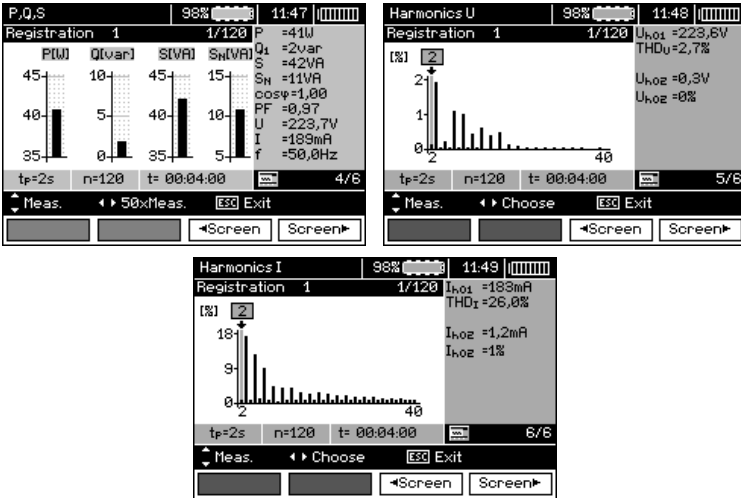 P,Q,S 98% 11:47
Registration 1 1/120
P[W] Q[var] S[VA] SN[VA]
45 10 45 15
40 5 40 10
35 0 35 5
P =41W
Q1 =2var
S =42VA
SN =11VA
cosφ=1,00
PF =0,97
U =223,7V
I =189mA
f =50,0Hz
tP=2s n=120 t= 00:04:00 4/6
Meas. 50xMeas. ESC Exit
Screen Screen
Harmonics U 98% 11:48
Registration 1 1/120
[%] 2
2
1
0
2 40
Uh01 =223,6V
THDU=2,7%
Uh02 =0,3V
Uh02 =0%
tP=2s n=120 t= 00:04:00 5/6
Meas. Choose ESC Exit
Screen Screen
Harmonics I 98% 11:49
Registration 1 1/120
[%] 2
18
9
0
2 40
Ih01 =183mA
THDI=26,0%
Ih02 =1,2mA
Ih02 =1%
tP=2s n=120 t= 00:04:00 6/6
Meas. Choose ESC Exit
Screen Screen